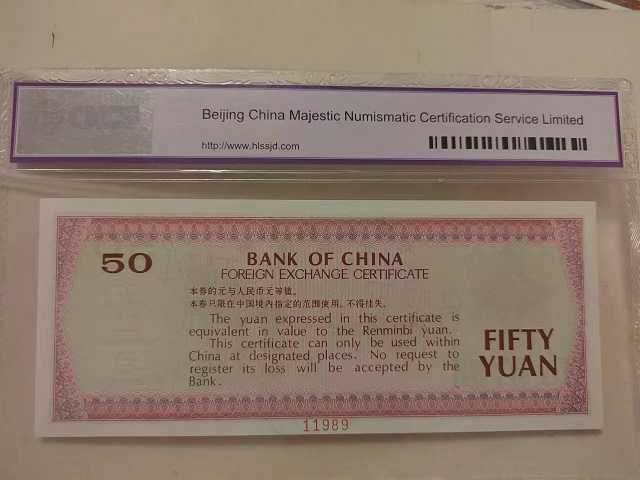 Beijing China Majestic Numismatic Certification Service Limited
http://www.hlssjd.com
50
BANK OF CHINA
FOREIGN EXCHANGE CERTIFICATE
本券的元与人民币元等值。
本券只限在中国境内指定的范围使用，不得挂失。
The yuan expressed in this certificate is
equivalent in value to the Renminbi yuan.
This certificate can only be used within
China at designated places. No request to
register its loss will be accepted by the
Bank.
FIFTY
YUAN
11989